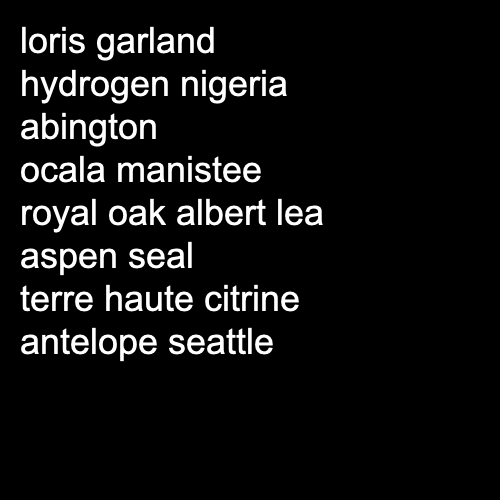 loris garland
hydrogen nigeria
abington
ocala manistee
royal oak albert lea
aspen seal
terre haute citrine
antelope seattle